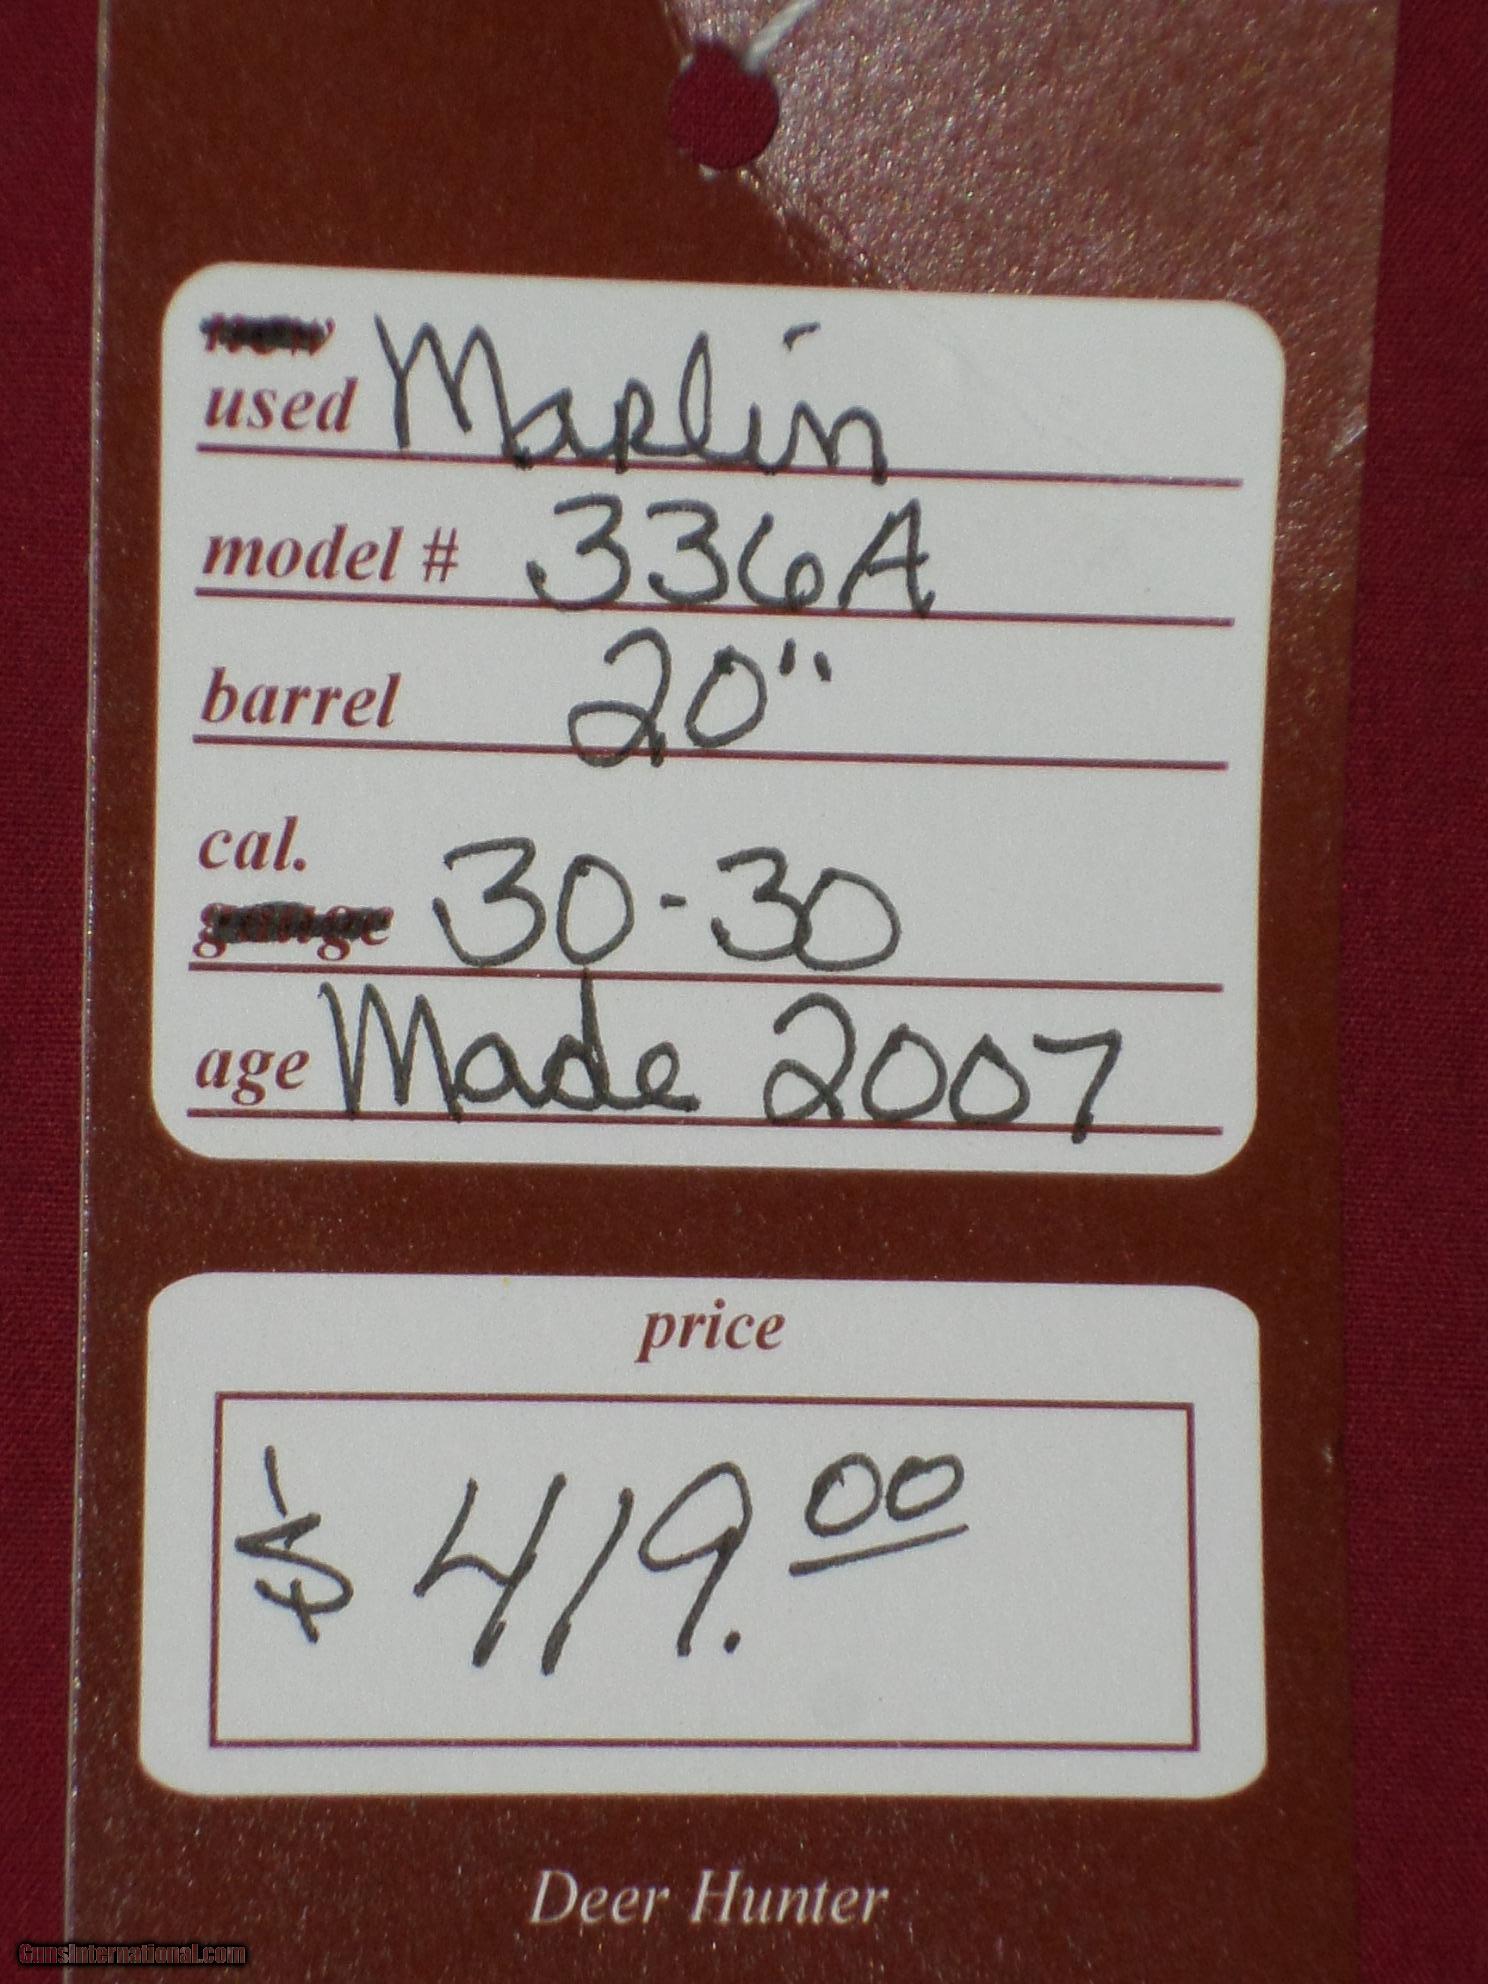 new
used Marlin
model # 336A
barrel 20"
cal. 30-30
gauge
age Made 2007
price
$ 419.00
Deer Hunter
GunsInternational.com